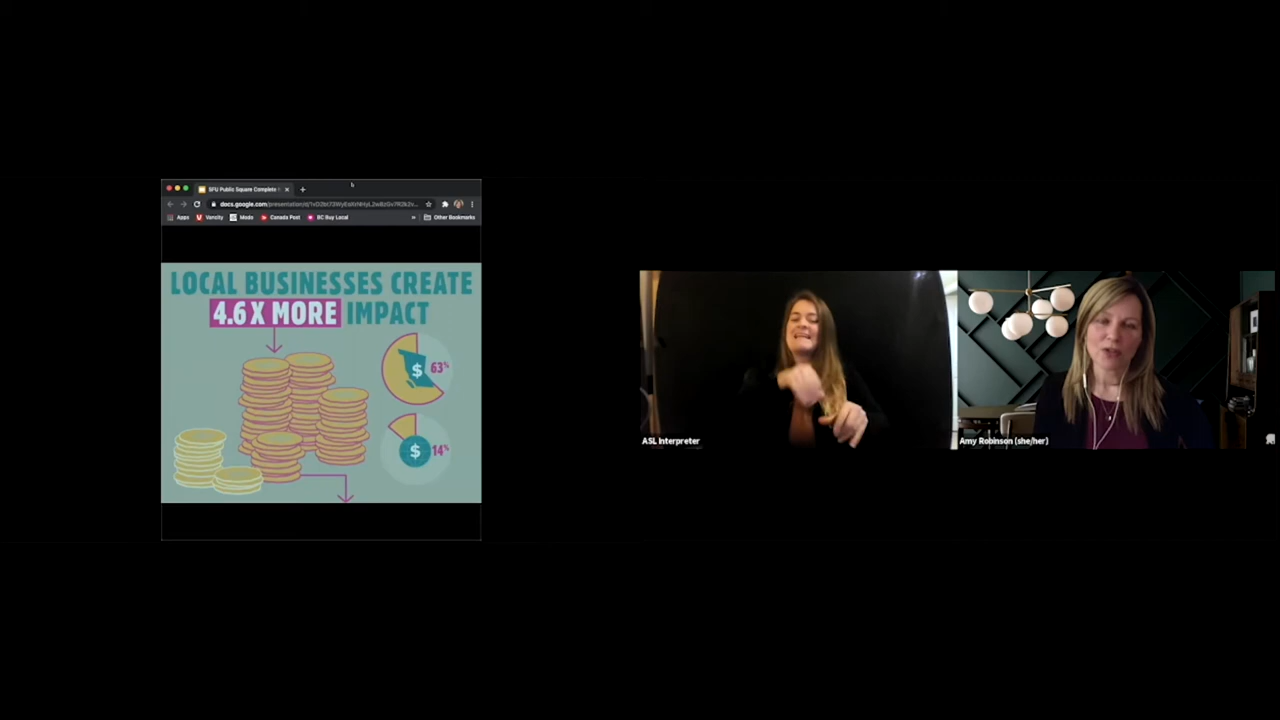 SFU Public Square Complete
docs.google.com/presentation/d/
Apps
Vancity
Modo
Canada Post
BC Buy Local
»
Other Bookmarks
LOCAL BUSINESSES CREATE
4.6 X MORE IMPACT
$ 63%
$ 14%
ASL Interpreter
Amy Robinson (she/her)